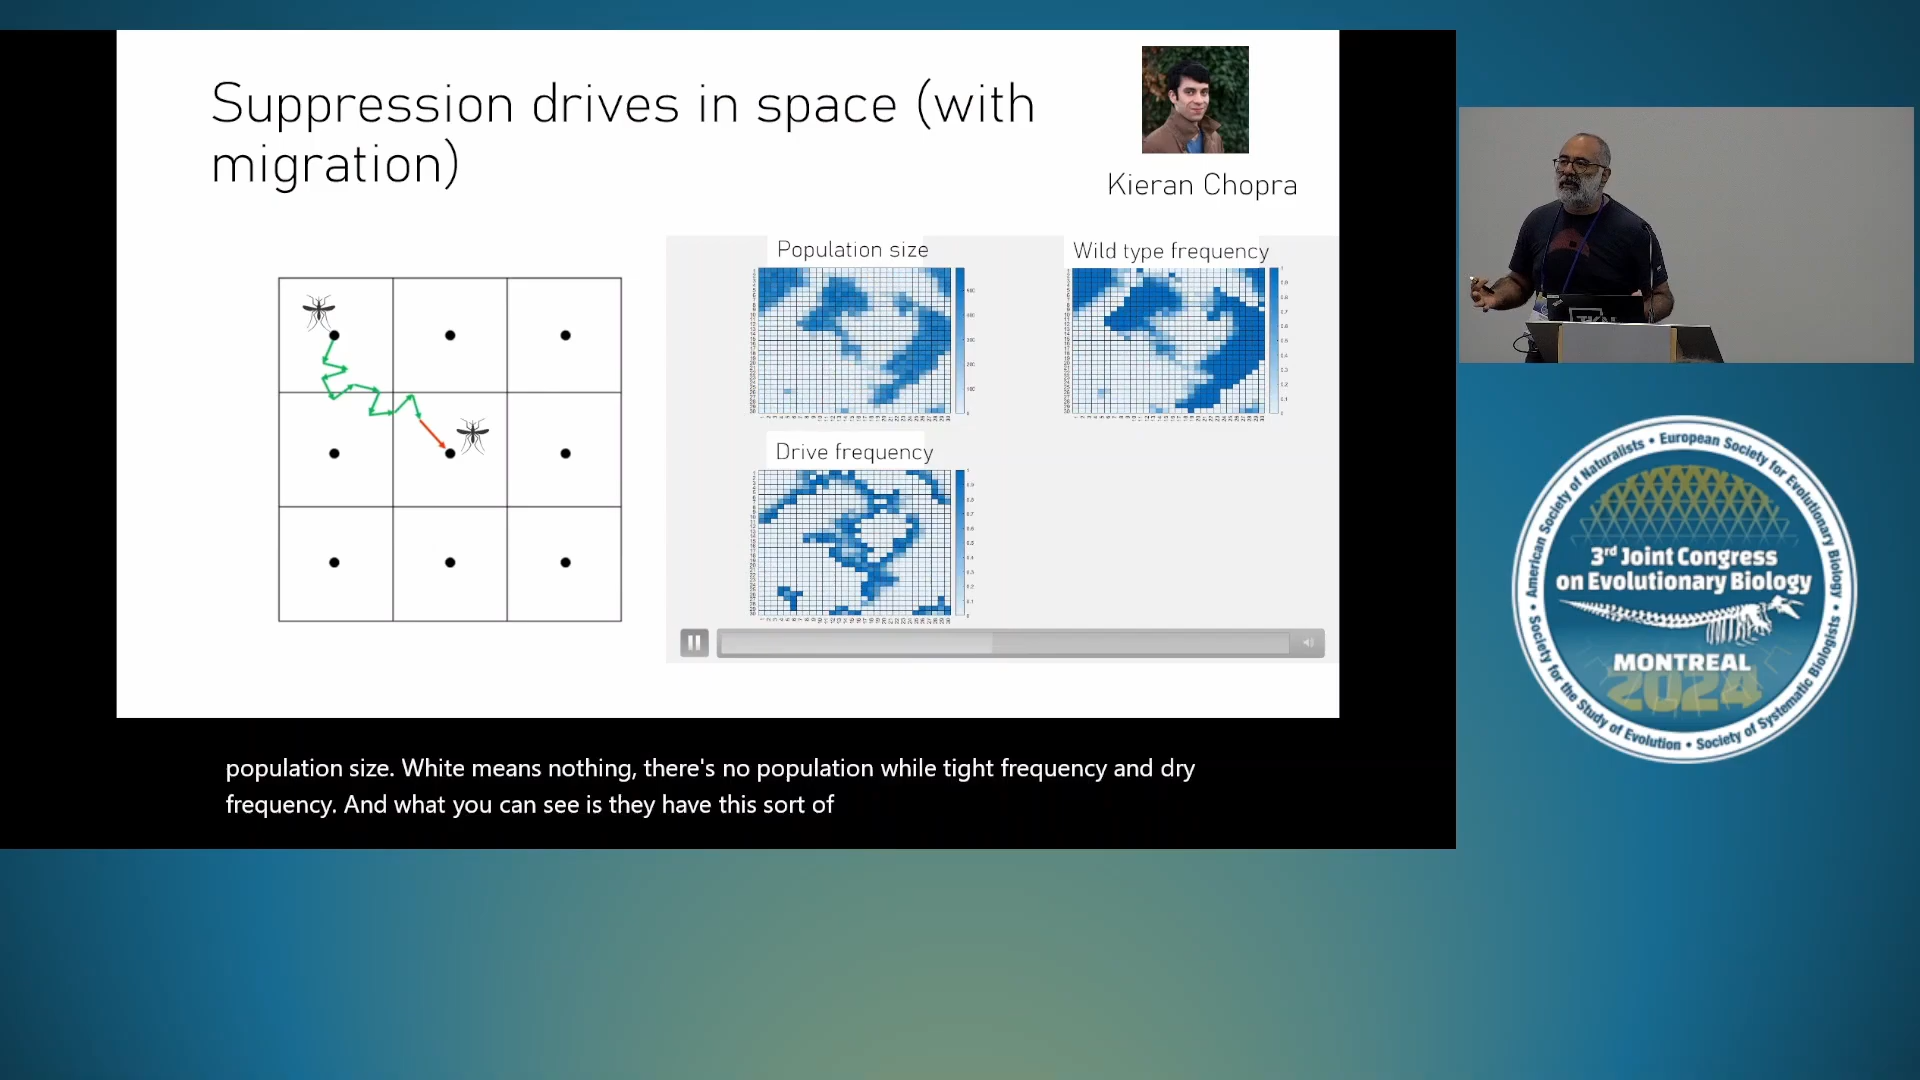 Suppression drives in space (with
migration)
Kieran Chopra
Population size
Wild type frequency
Drive frequency
population size. White means nothing, there's no population while tight frequency and dry
frequency. And what you can see is they have this sort of
American Society of Naturalists • European Society for Evolutionary Biology •
Society for the Study of Evolution • Society of Systematic Biologists •
3rd Joint Congress
on Evolutionary Biology
MONTREAL
2024